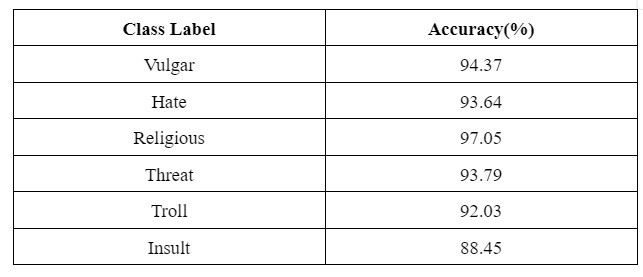 Class Label Accuracy(%)
Vulgar 94.37
Hate 93.64
Religious 97.05
Threat 93.79
Troll 92.03
Insult 88.45